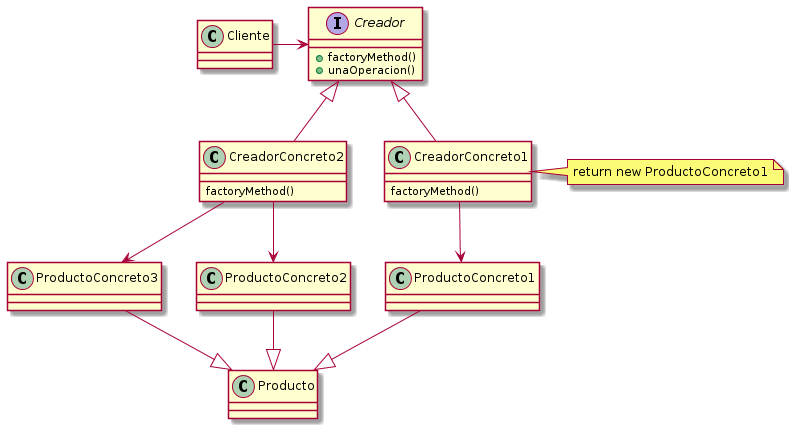 I Creador
C Cliente
factoryMethod()
unaOperacion()
C CreadorConcreto2
factoryMethod()
C CreadorConcreto1
factoryMethod()
return new ProductoConcreto1
C ProductoConcreto3
C ProductoConcreto2
C ProductoConcreto1
C Producto